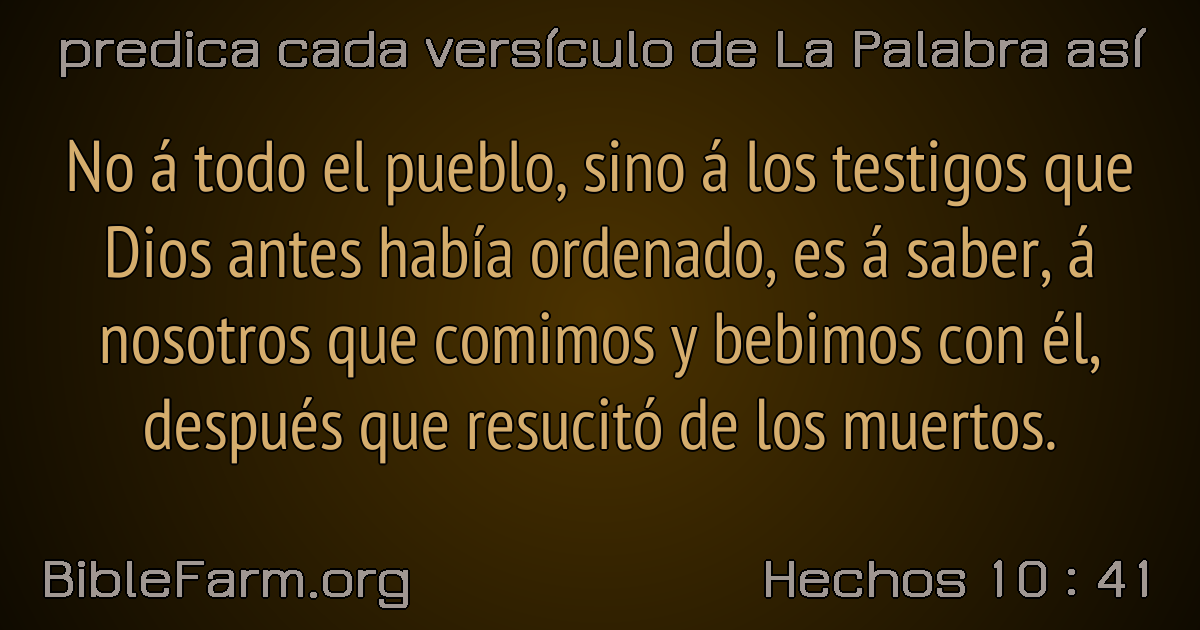 predica cada versículo de La Palabra así
No á todo el pueblo, sino á los testigos que
Dios antes había ordenado, es á saber, á
nosotros que comimos y bebimos con él,
después que resucitó de los muertos.
BibleFarm.org
Hechos 10 : 41